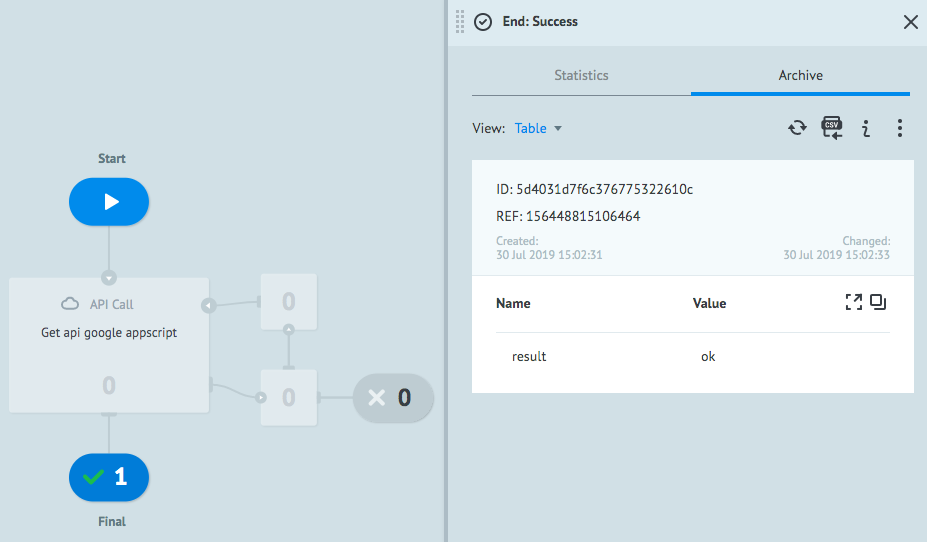 Start
API Call
Get api google appscript
0
0
0
0
1
Final
End: Success
Statistics
Archive
View: Table
CSV
i
ID: 5d4031d7f6c376775322610c
REF: 156448815106464
Created:
Changed:
30 Jul 2019 15:02:31
30 Jul 2019 15:02:33
Name
Value
result
ok